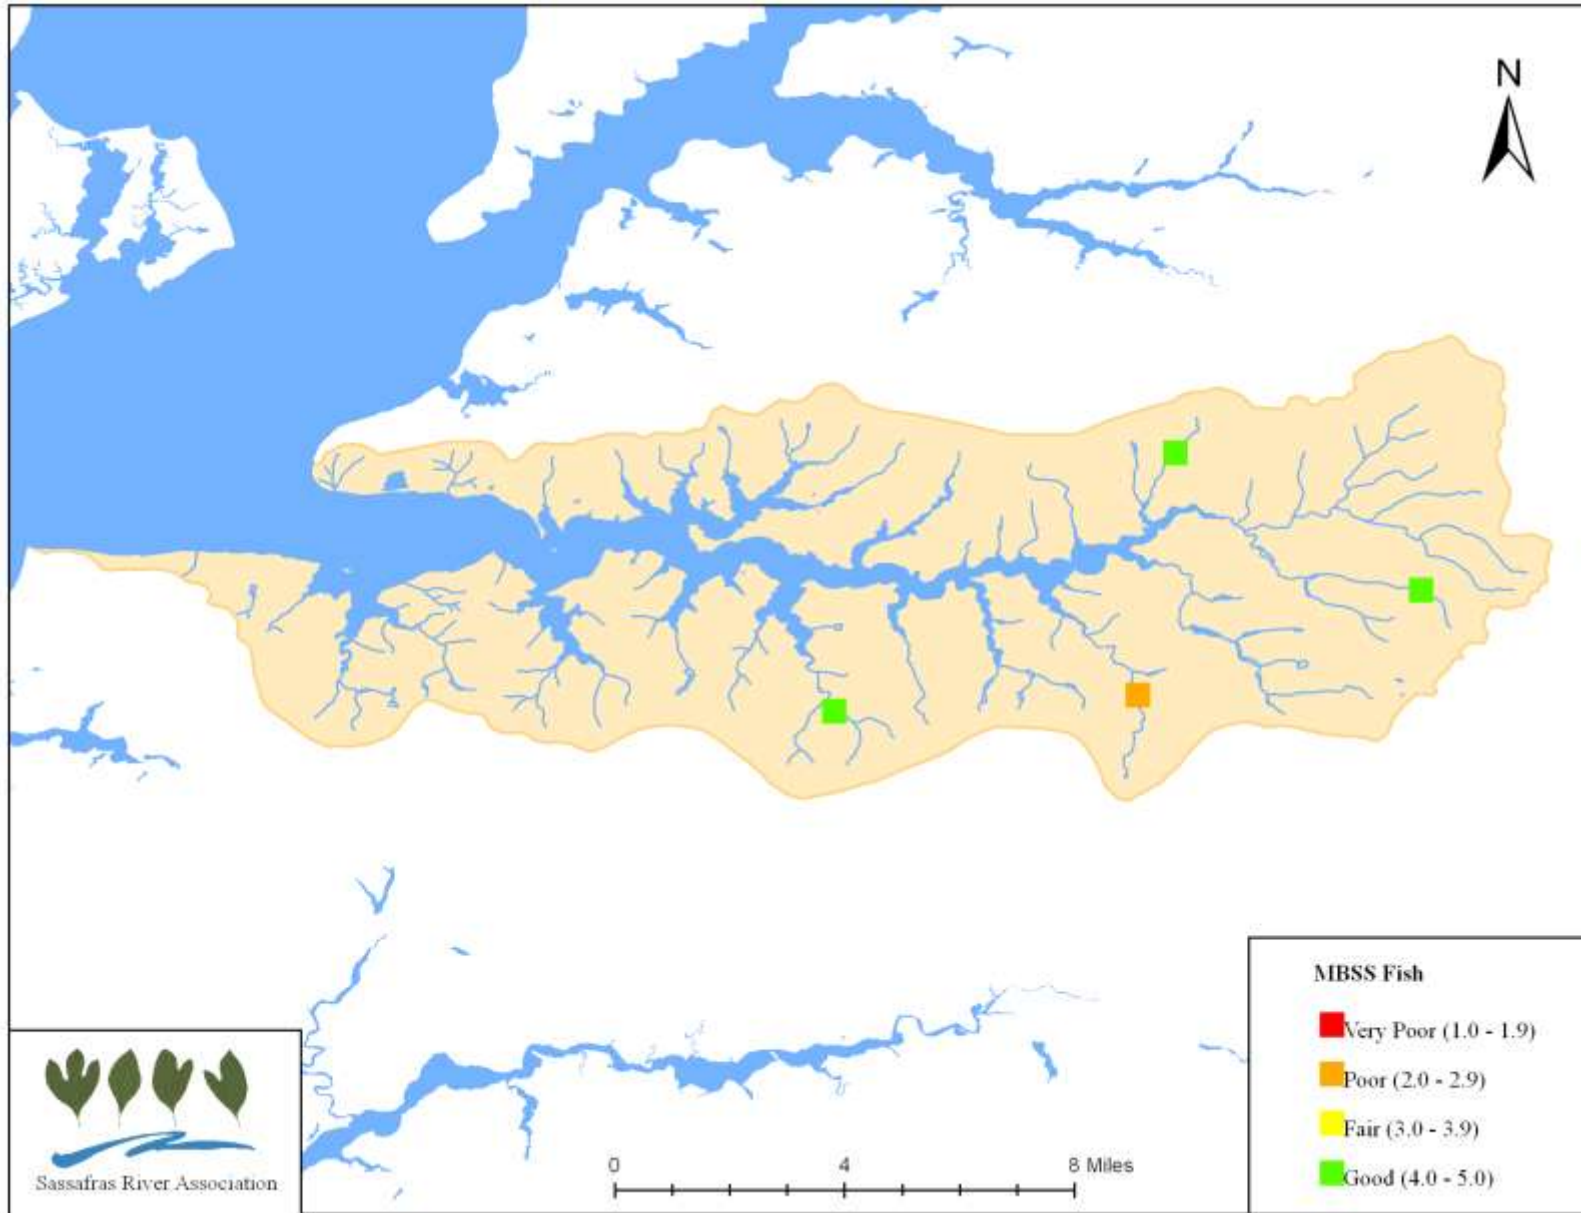 N
MBSS Fish
Very Poor (1.0 - 1.9)
Poor (2.0 - 2.9)
Fair (3.0 - 3.9)
Good (4.0 - 5.0)
0 4 8 Miles
Sassafras River Association